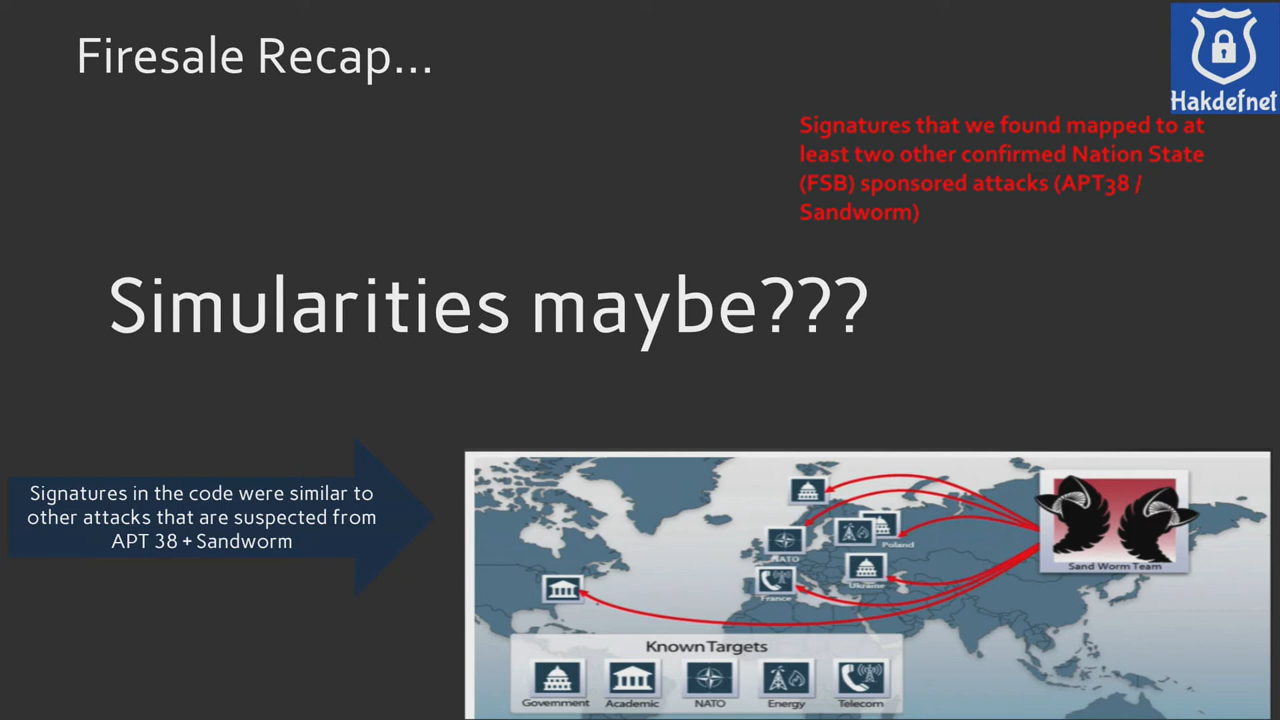 Firesale Recap...
Hakdefnet
Signatures that we found mapped to at
least two other confirmed Nation State
(FSB) sponsored attacks (APT38 /
Sandworm)
Simularities maybe???
Signatures in the code were similar to
other attacks that are suspected from
APT 38 + Sandworm
Poland
NATO
Ukraine
France
Sand Worm Team
Known Targets
Government Academic NATO Energy Telecom